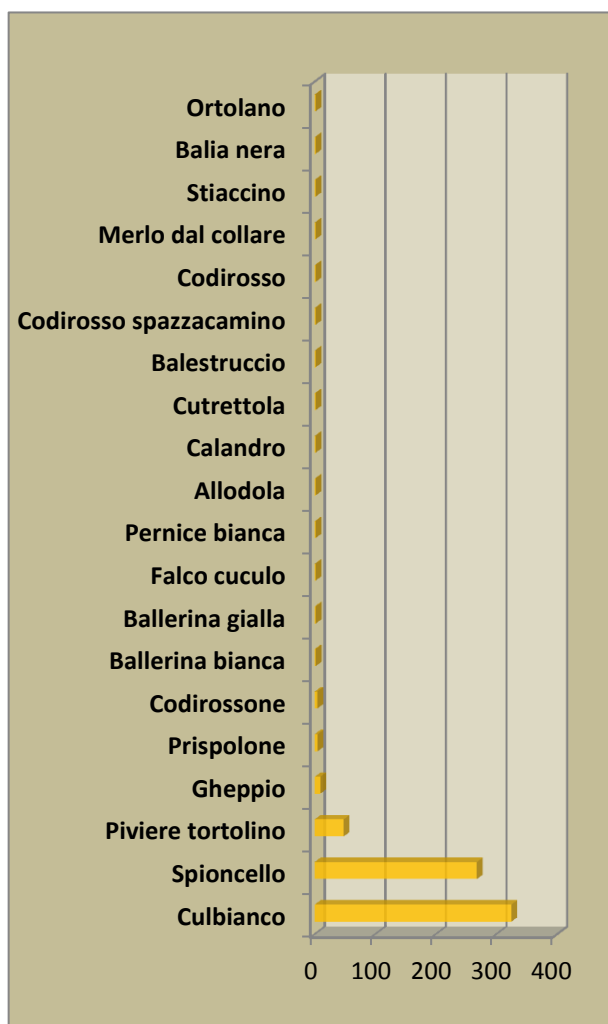 Ortolano
Balia nera
Stiaccino
Merlo dal collare
Codirosso
Codirosso spazzacamino
Balestruccio
Cutrettola
Calandro
Allodola
Pernice bianca
Falco cuculo
Ballerina gialla
Ballerina bianca
Codirossone
Prispolone
Gheppio
Piviere tortolino
Spioncello
Culbianco
0 100 200 300 400